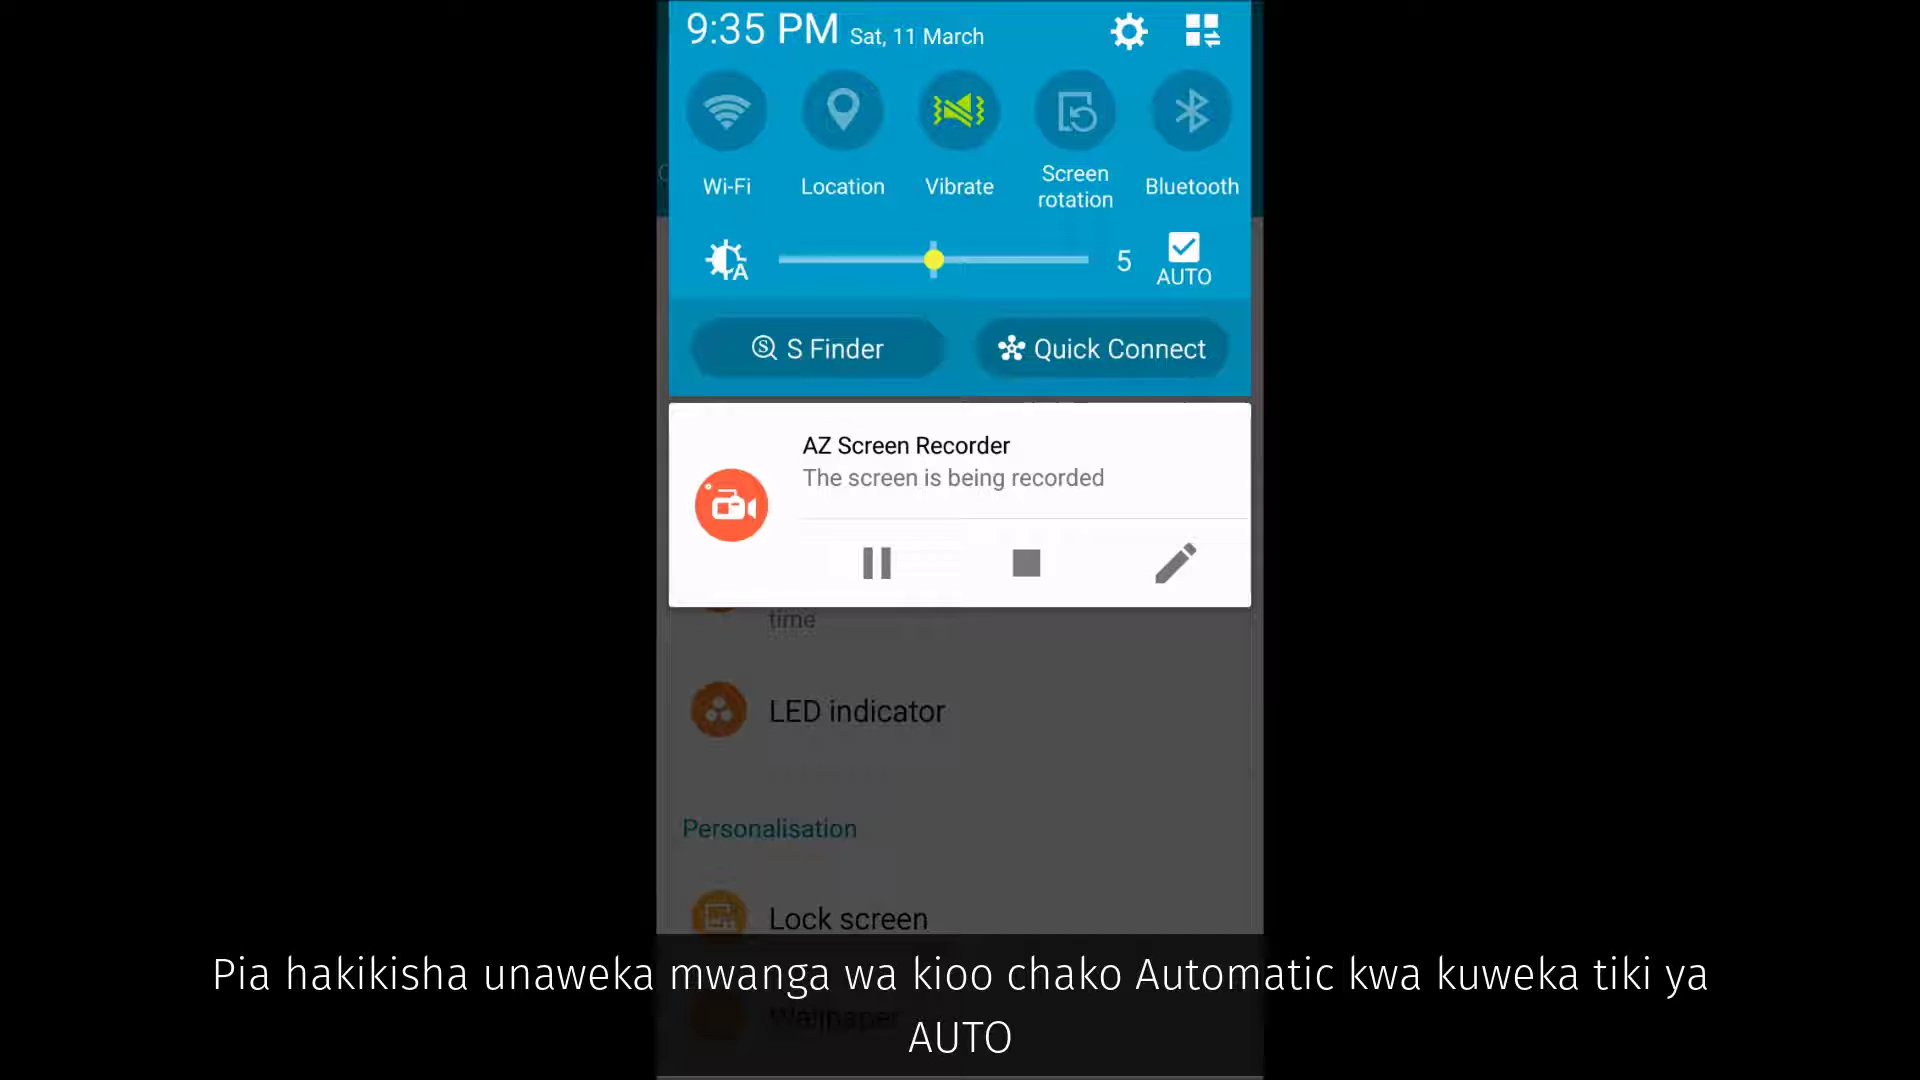 9:35 PM Sat, 11 March
Wi-Fi
Location
Vibrate
Screen
rotation
Bluetooth
5
AUTO
S Finder
Quick Connect
AZ Screen Recorder
The screen is being recorded
time
LED indicator
Personalisation
Lock screen
Wallpaper
Pia hakikisha unaweka mwanga wa kioo chako Automatic kwa kuweka tiki ya
AUTO